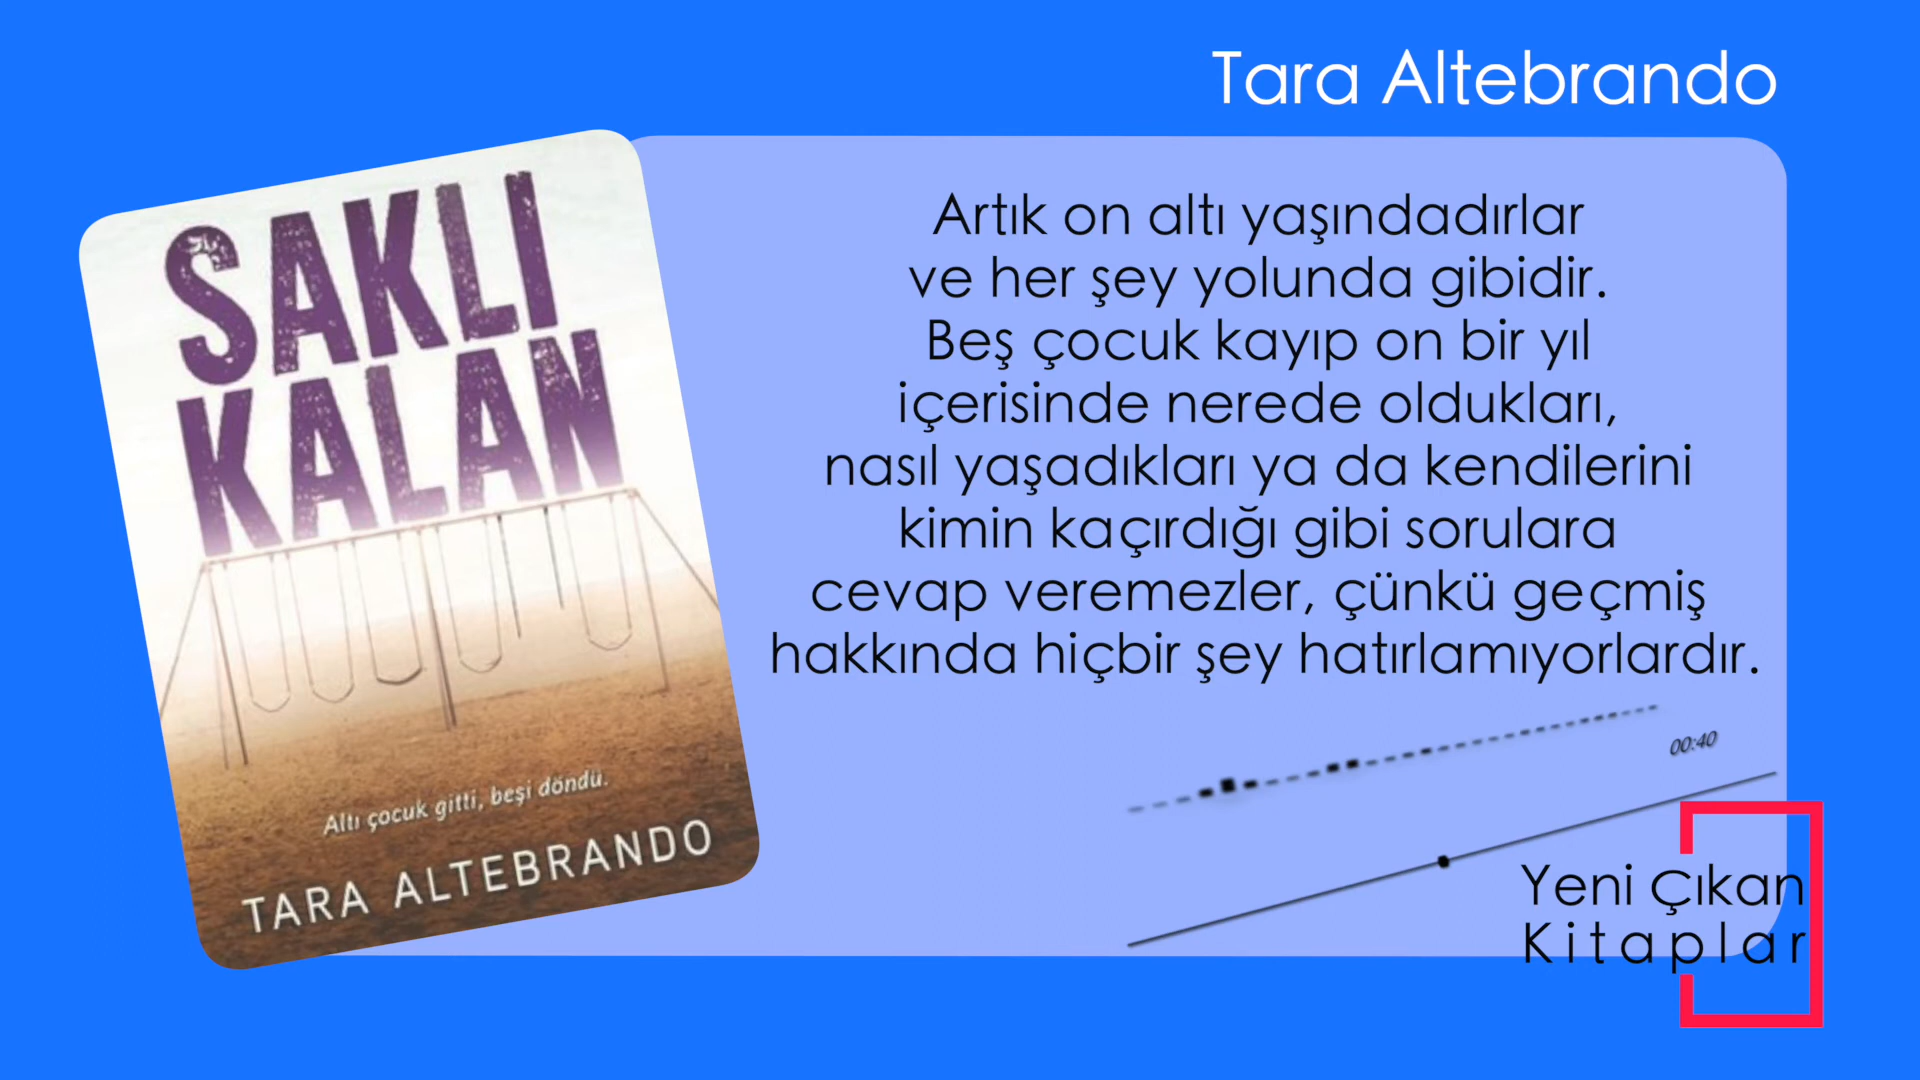 Tara Altebrando
SAKLI
KALAN
Altı çocuk gitti, beşi döndü.
TARA ALTEBRANDO
Artık on altı yaşındadırlar
ve her şey yolunda gibidir.
Beş çocuk kayıp on bir yıl
içerisinde nerede oldukları,
nasıl yaşadıkları ya da kendilerini
kimin kaçırdığı gibi sorulara
cevap veremezler, çünkü geçmiş
hakkında hiçbir şey hatırlamıyorlardır.
00:40
Yeni Çıkan
Kitaplar